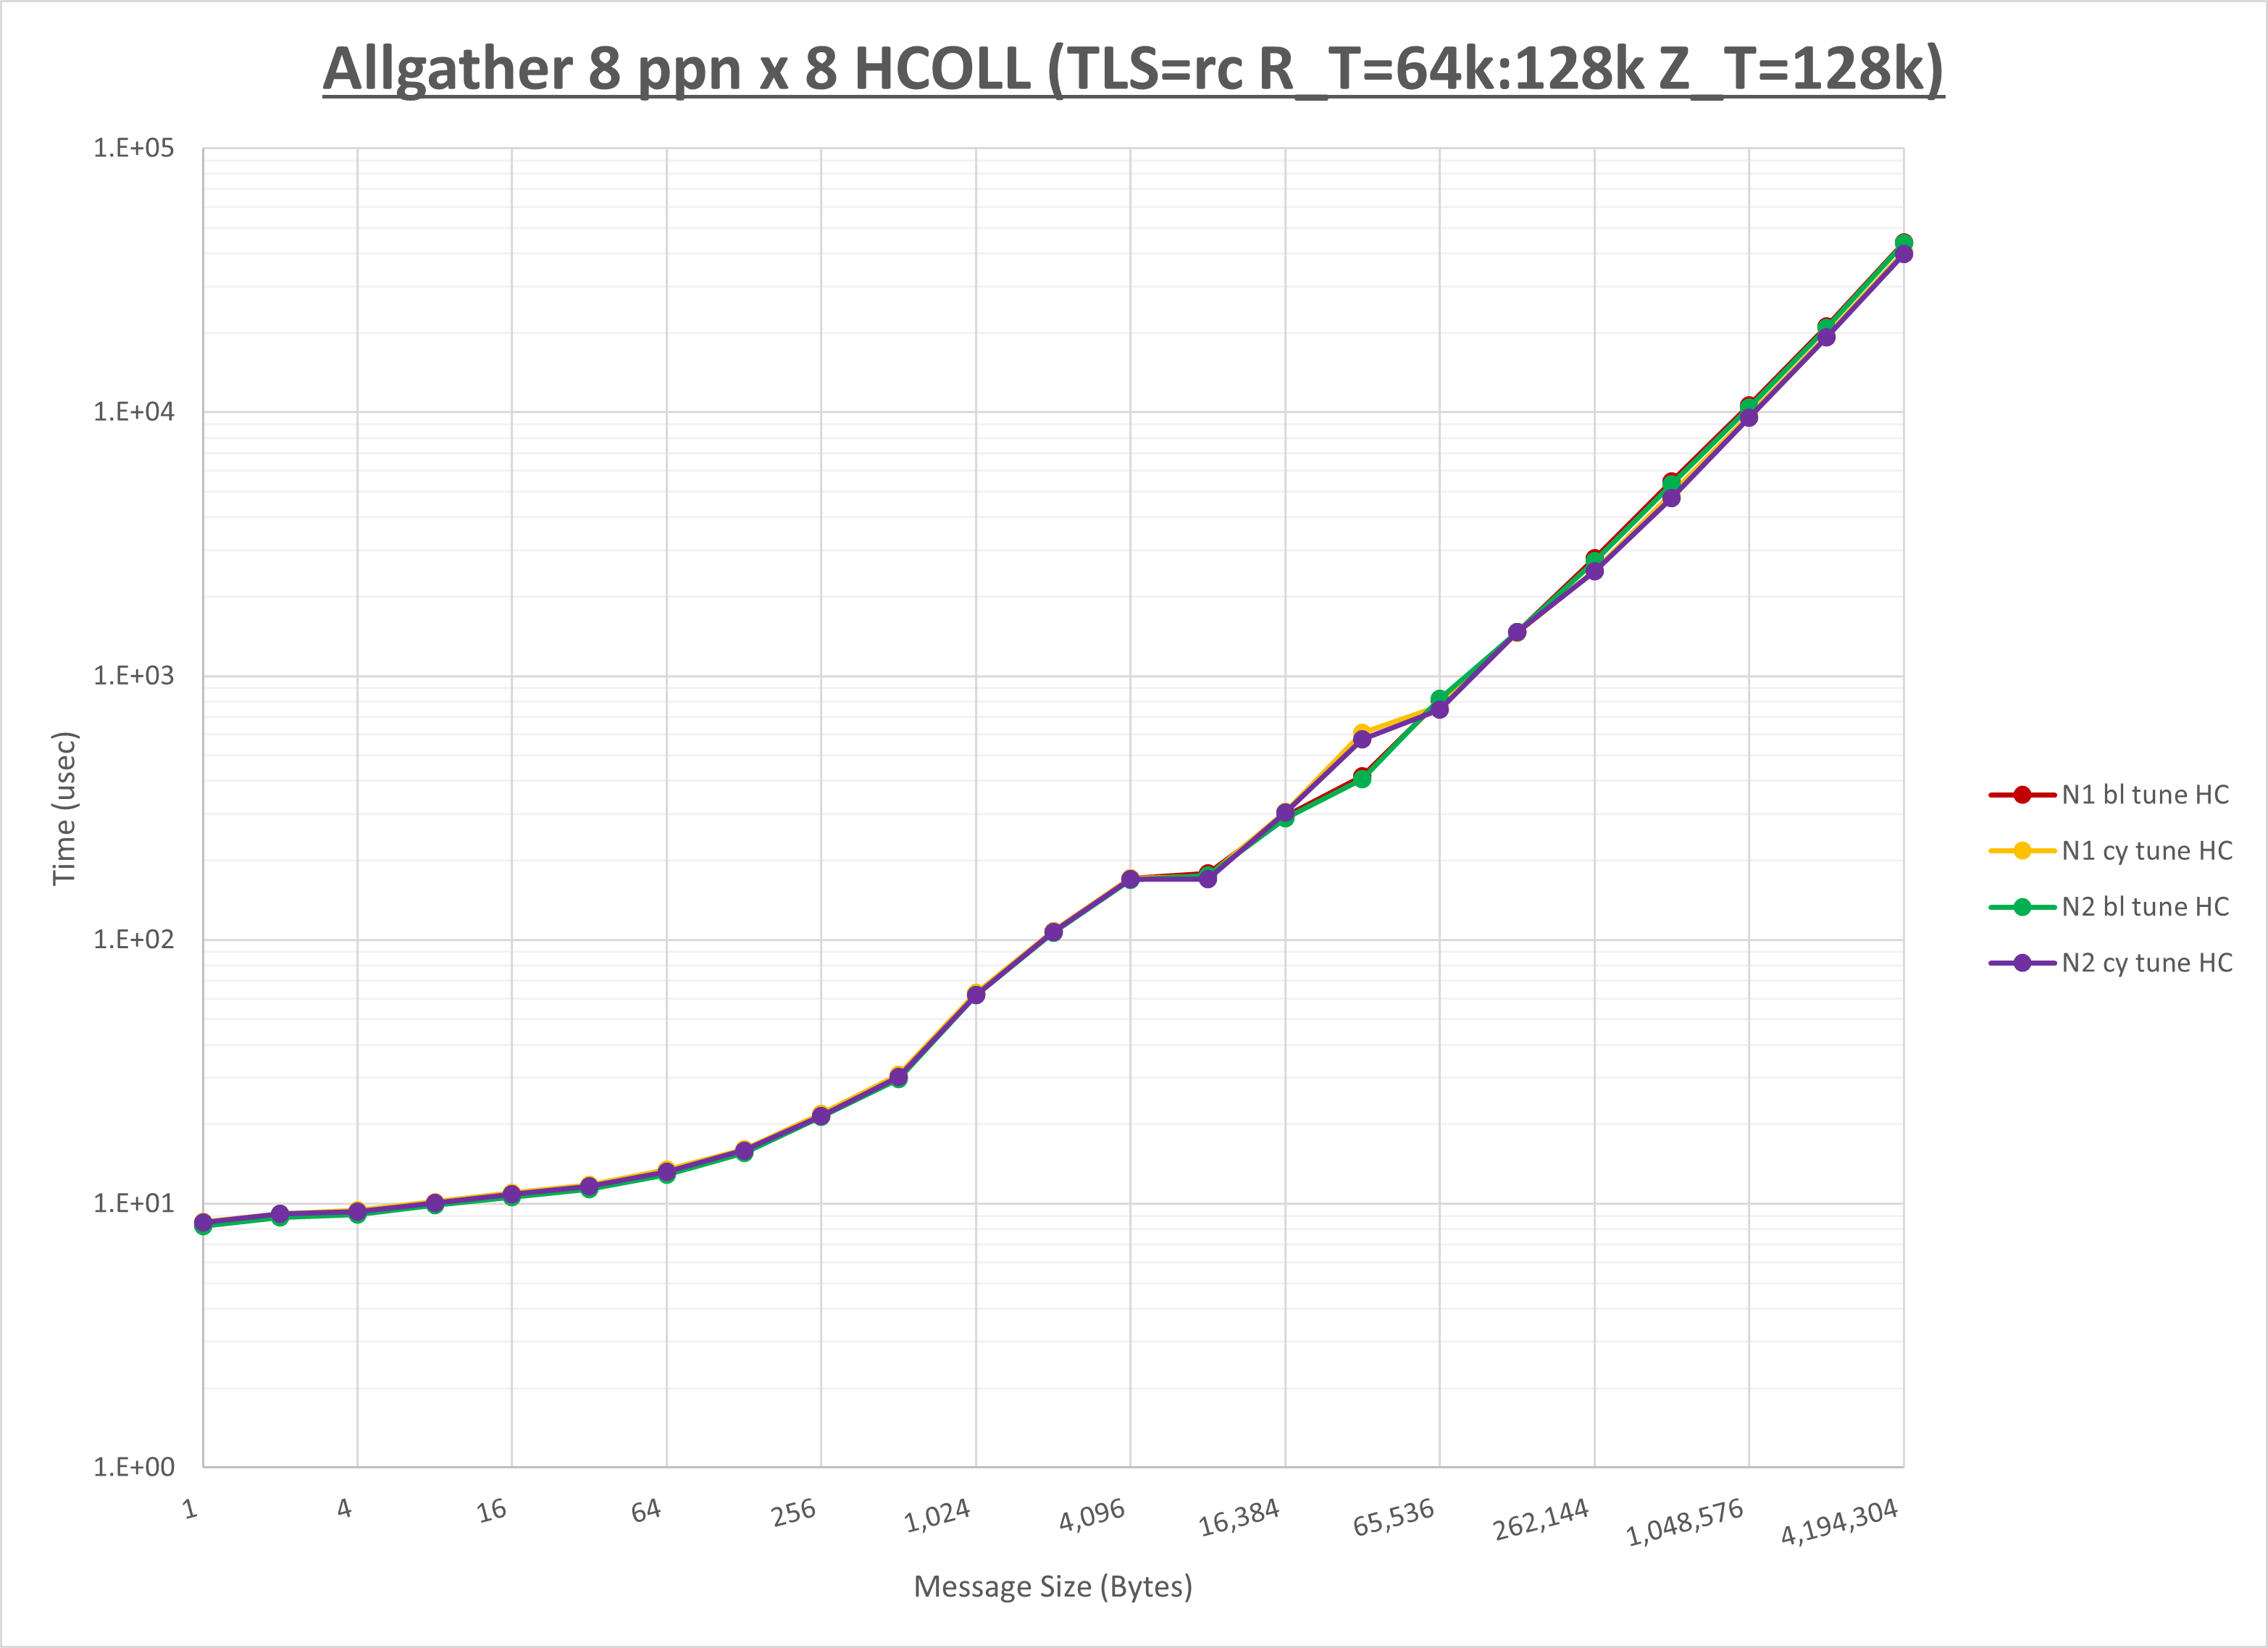 Allgather 8 ppn x 8 HCOLL (TLS=rc R_T=64k:128k Z_T=128k)
1.E+05
1.E+04
1.E+03
1.E+02
1.E+01
1.E+00
Time (usec)
1
4
16
64
256
1,024
4,096
16,384
65,536
262,144
1,048,576
4,194,304
Message Size (Bytes)
N1 bl tune HC
N1 cy tune HC
N2 bl tune HC
N2 cy tune HC